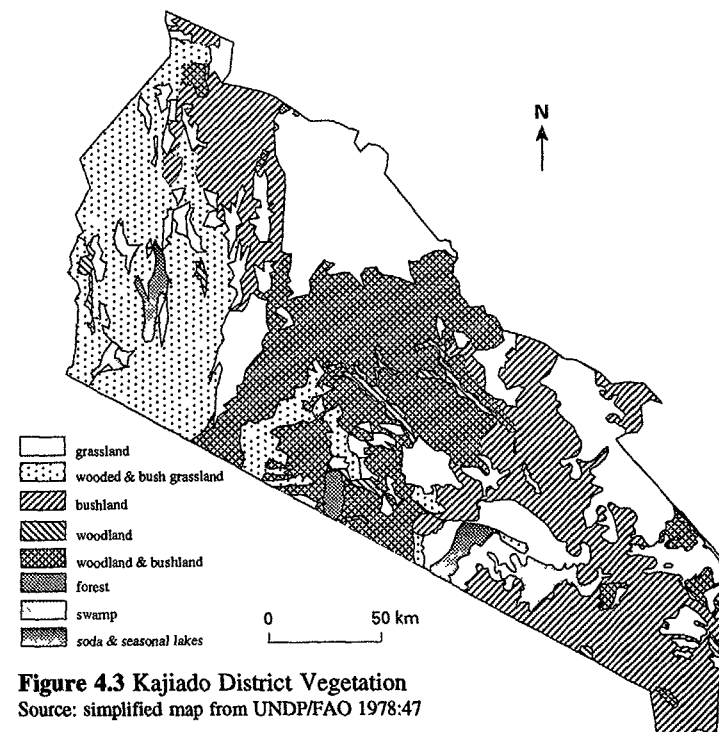 N
grassland
wooded & bush grassland
bushland
woodland
woodland & bushland
forest
swamp
soda & seasonal lakes
0 50 km
Figure 4.3 Kajiado District Vegetation
Source: simplified map from UNDP/FAO 1978:47